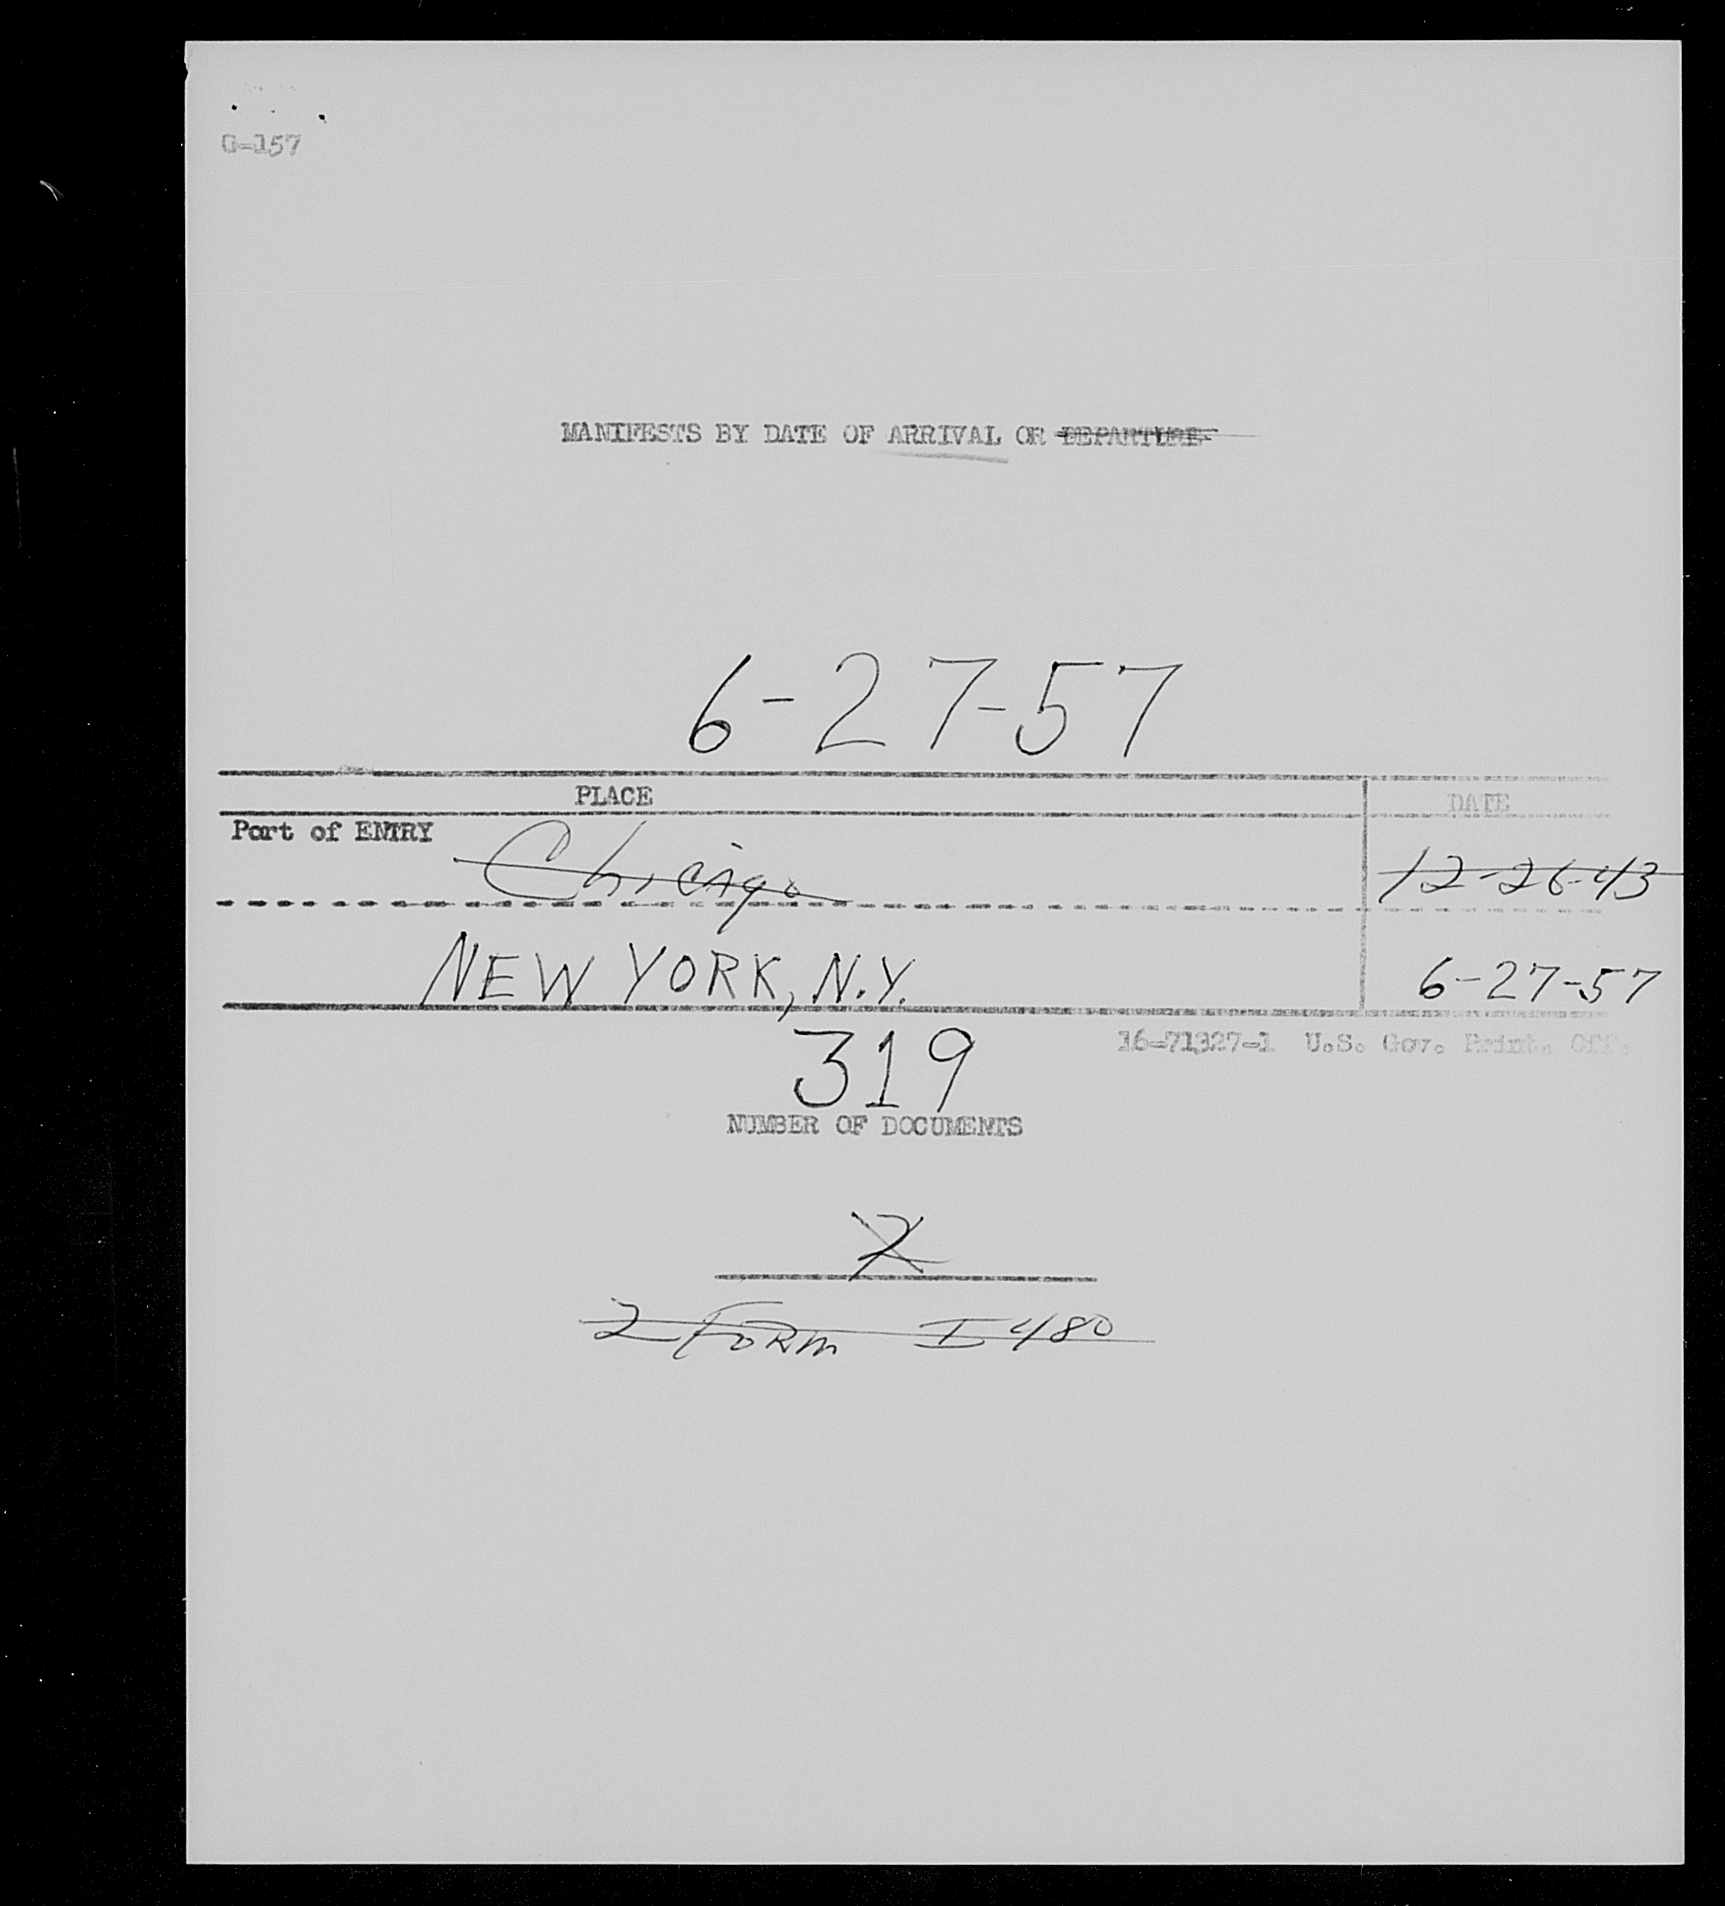 G-157
MANIFESTS BY DATE OF ARRIVAL OR DEPARTURE
6-27-57
PLACE DATE
Port of ENTRY Chicago 12-26-43
NEW YORK, N.Y. 6-27-57
319 16-71327-1 U.S. Gov. Print. Off.
NUMBER OF DOCUMENTS
2
2 FORM I 480